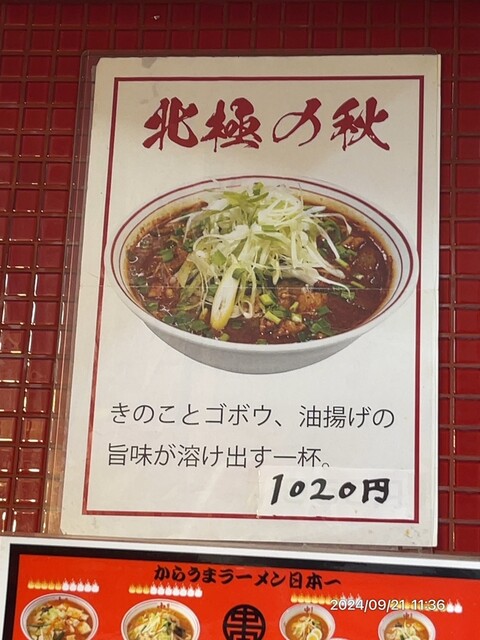 北極の秋
きのことゴボウ、油揚げの
旨味が溶け出す一杯。
1020円
からうまラーメン日本一
2024/09/21 11:36